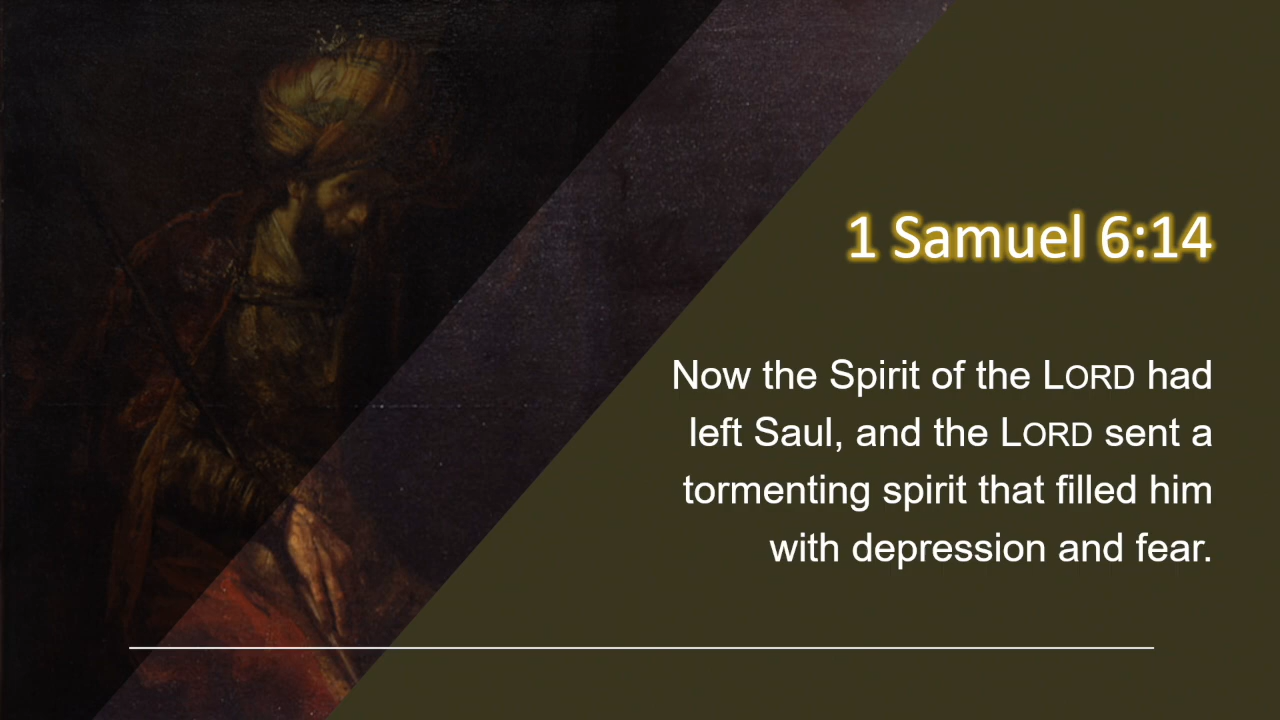 1 Samuel 6:14
Now the Spirit of the LORD had
left Saul, and the LORD sent a
tormenting spirit that filled him
with depression and fear.